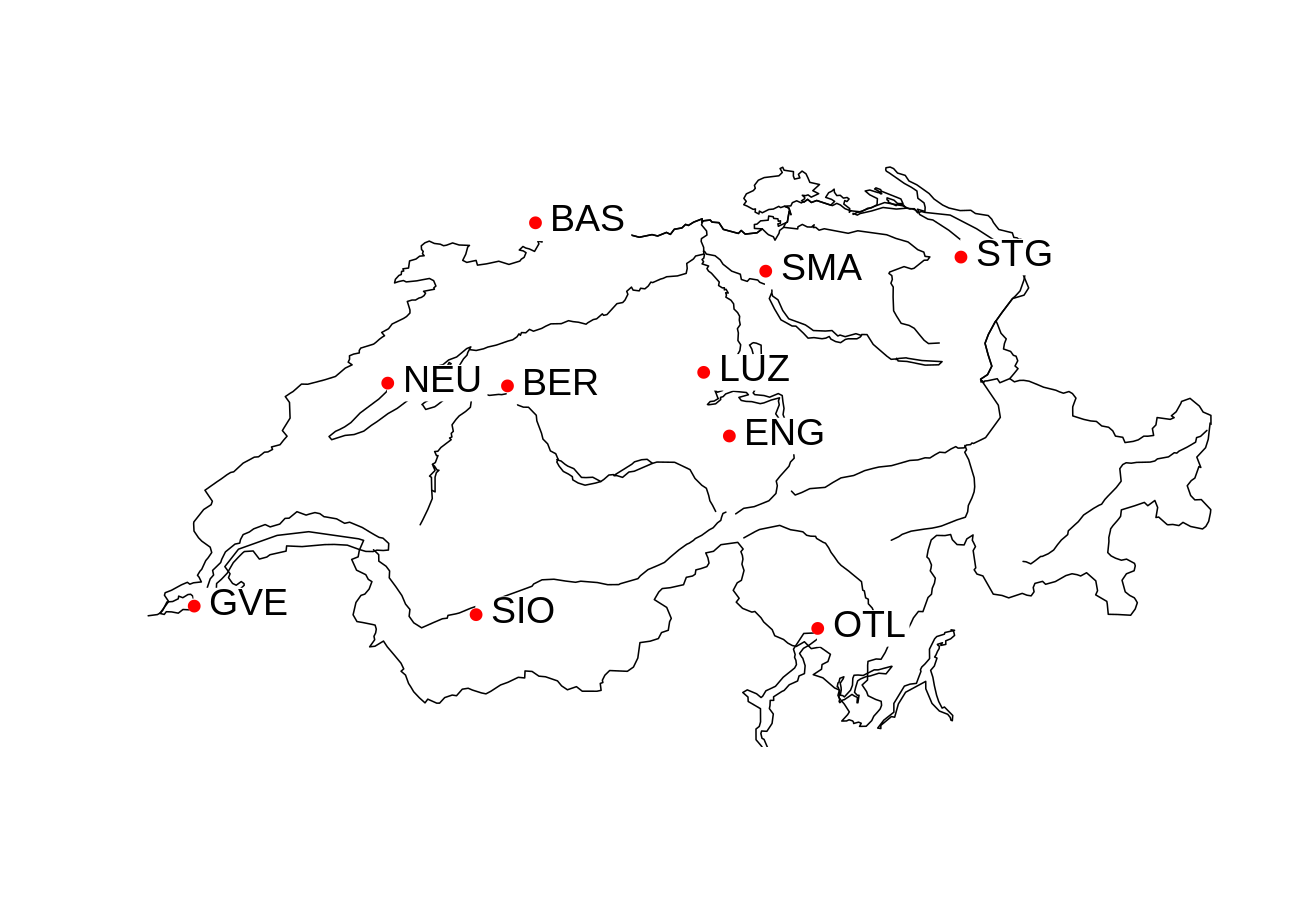 BAS
STG
SMA
LUZ
NEU
BER
ENG
GVE
SIO
OTL